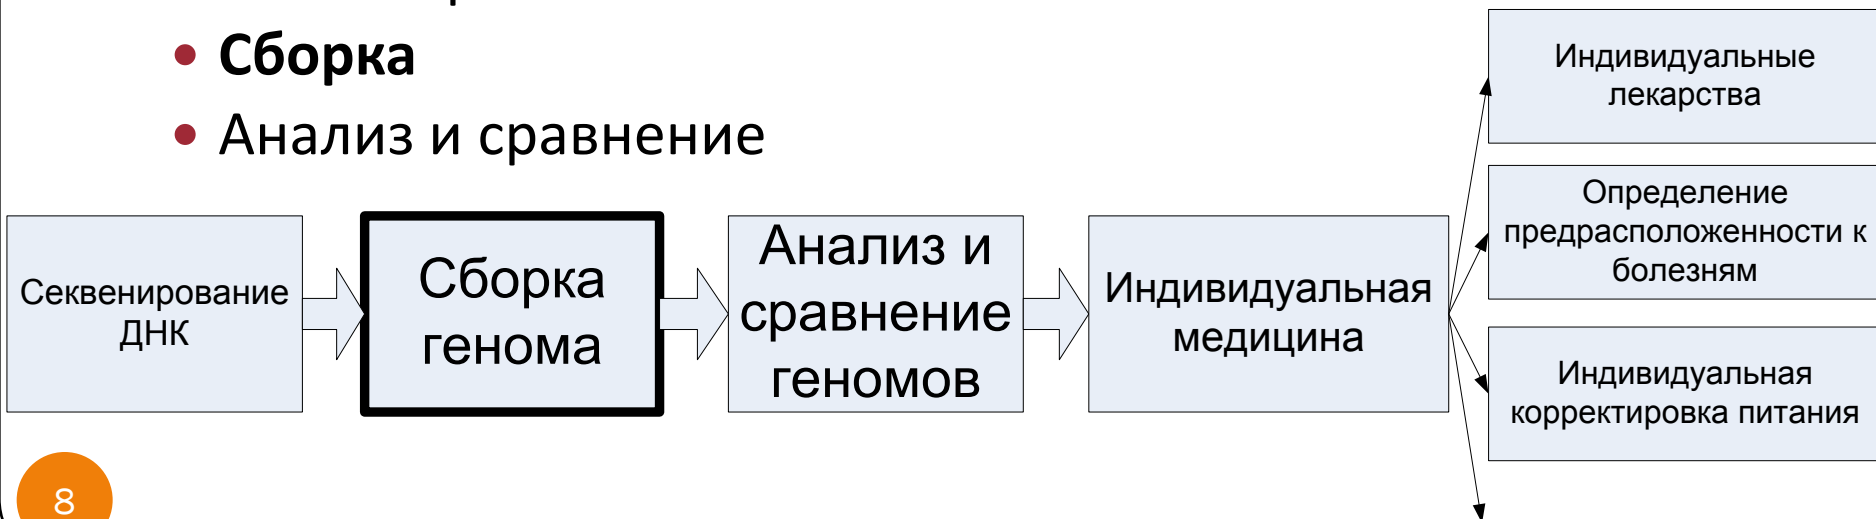 Сборка
Анализ и сравнение
Секвенирование
ДНК
Сборка
генома
Анализ и
сравнение
геномов
Индивидуальная
медицина
Индивидуальные
лекарства
Определение
предрасположенности к
болезням
Индивидуальная
корректировка питания
8